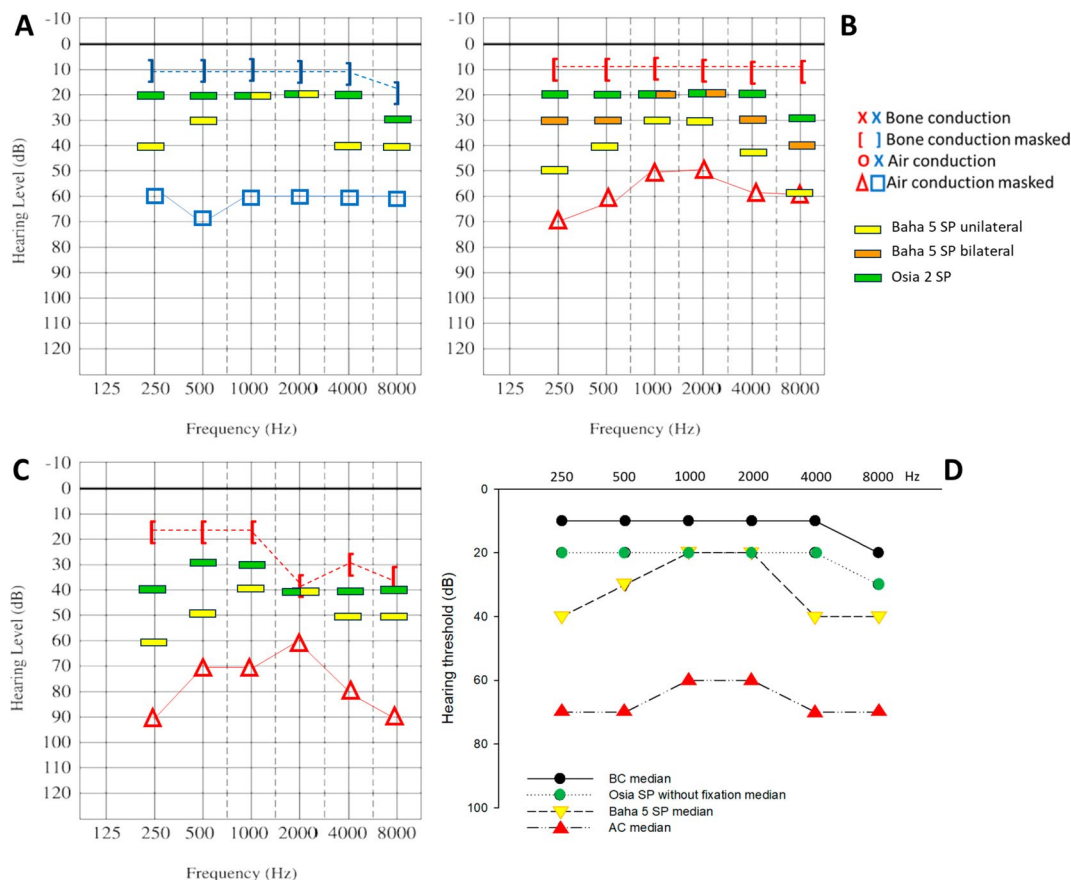 A
-10
0
10
20
30
40
50
60
70
80
90
100
110
120
Hearing Level (dB)
125 250 500 1000 2000 4000 8000
Frequency (Hz)
B
-10
0
10
20
30
40
50
60
70
80
90
100
110
120
125 250 500 1000 2000 4000 8000
Frequency (Hz)
X X Bone conduction
[ ] Bone conduction masked
O X Air conduction
Air conduction masked
Baha 5 SP unilateral
Baha 5 SP bilateral
Osia 2 SP
C
-10
0
10
20
30
40
50
60
70
80
90
100
110
120
Hearing Level (dB)
125 250 500 1000 2000 4000 8000
Frequency (Hz)
D
250 500 1000 2000 4000 8000 Hz
0
20
40
60
80
100
Hearing threshold (dB)
BC median
Osia SP without fixation median
Baha 5 SP median
AC median